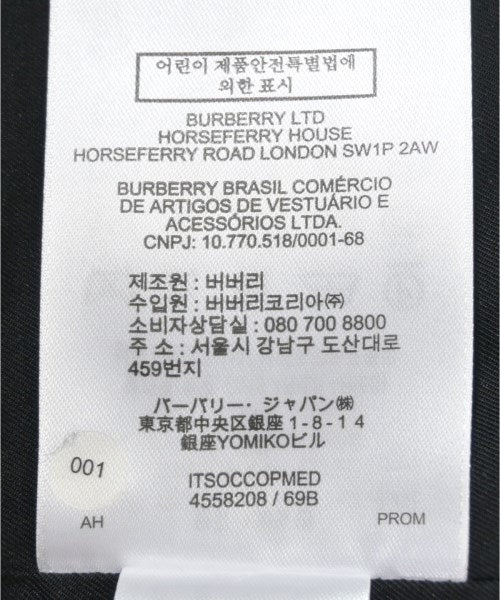 어린이 제품안전특별법에
의한 표시
BURBERRY LTD
HORSEFERRY HOUSE
HORSEFERRY ROAD LONDON SW1P 2AW
BURBERRY BRASIL COMÉRCIO
DE ARTIGOS DE VESTUÁRIO E
ACESSÓRIOS LTDA.
CNPJ: 10.770.518/0001-68
제조원 : 버버리
수입원 : 버버리코리아㈜
소비자상담실 : 080 700 8800
주 소 : 서울시 강남구 도산대로
459번지
バーバリー・ジャパン㈱
東京都中央区銀座 1 - 8 - 1 4
銀座YOMIKOビル
001
ITSOCCOPMED
4558208 / 69B
AH
PROM